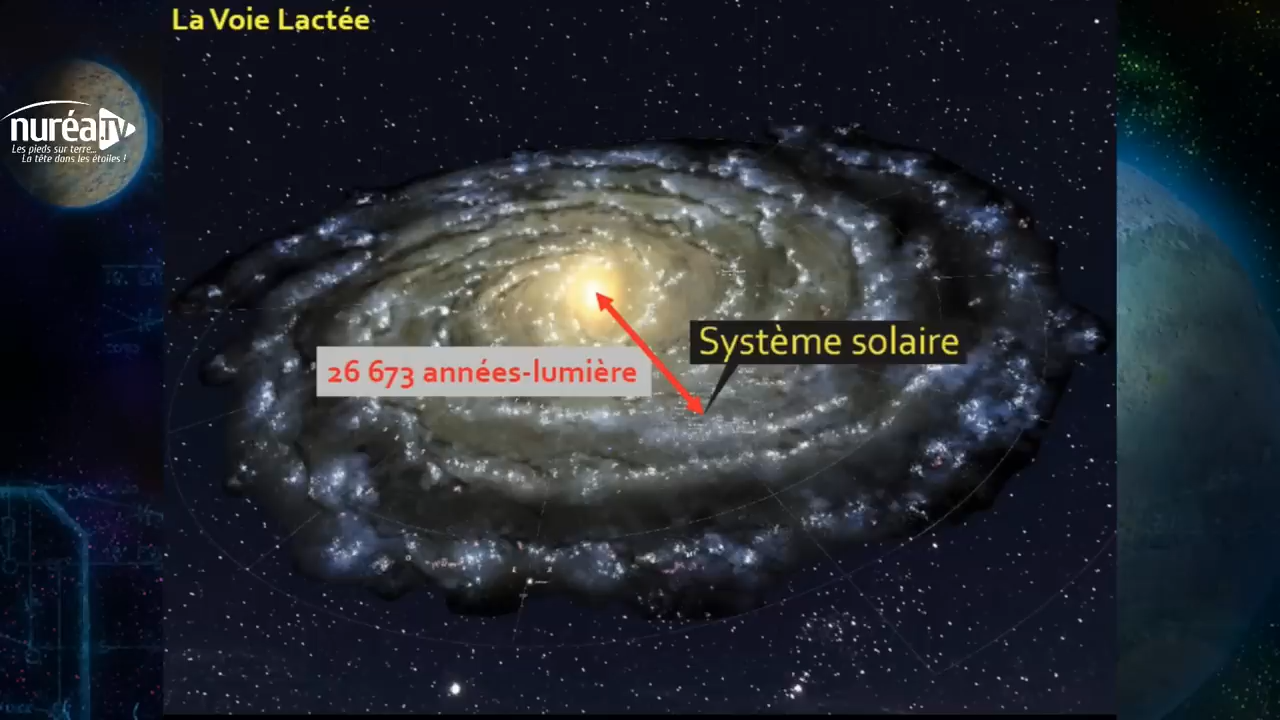 La Voie Lactée
nuréa.tv
Les pieds sur terre...
La tête dans les étoiles !
Système solaire
26 673 années-lumière